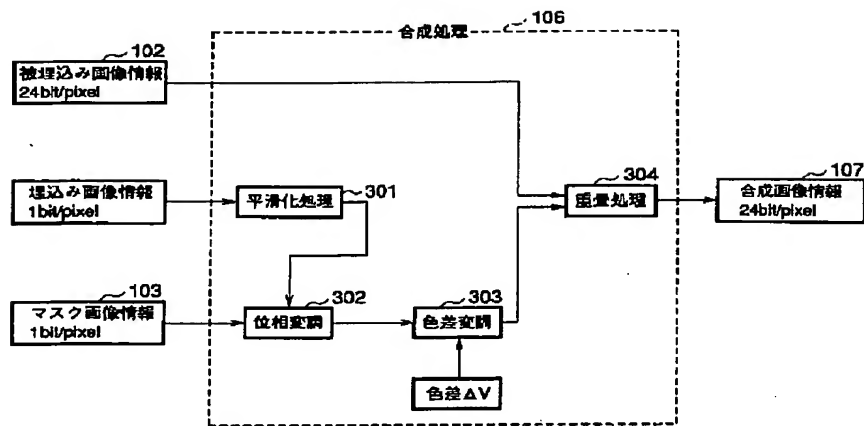 106
合成処理
102
被埋込み画像情報
24bit/pixel
埋込み画像情報
1bit/pixel
301
平滑化処理
304
重畳処理
107
合成画像情報
24bit/pixel
103
マスク画像情報
1bit/pixel
302
位相変調
303
色差変調
色差ΔV